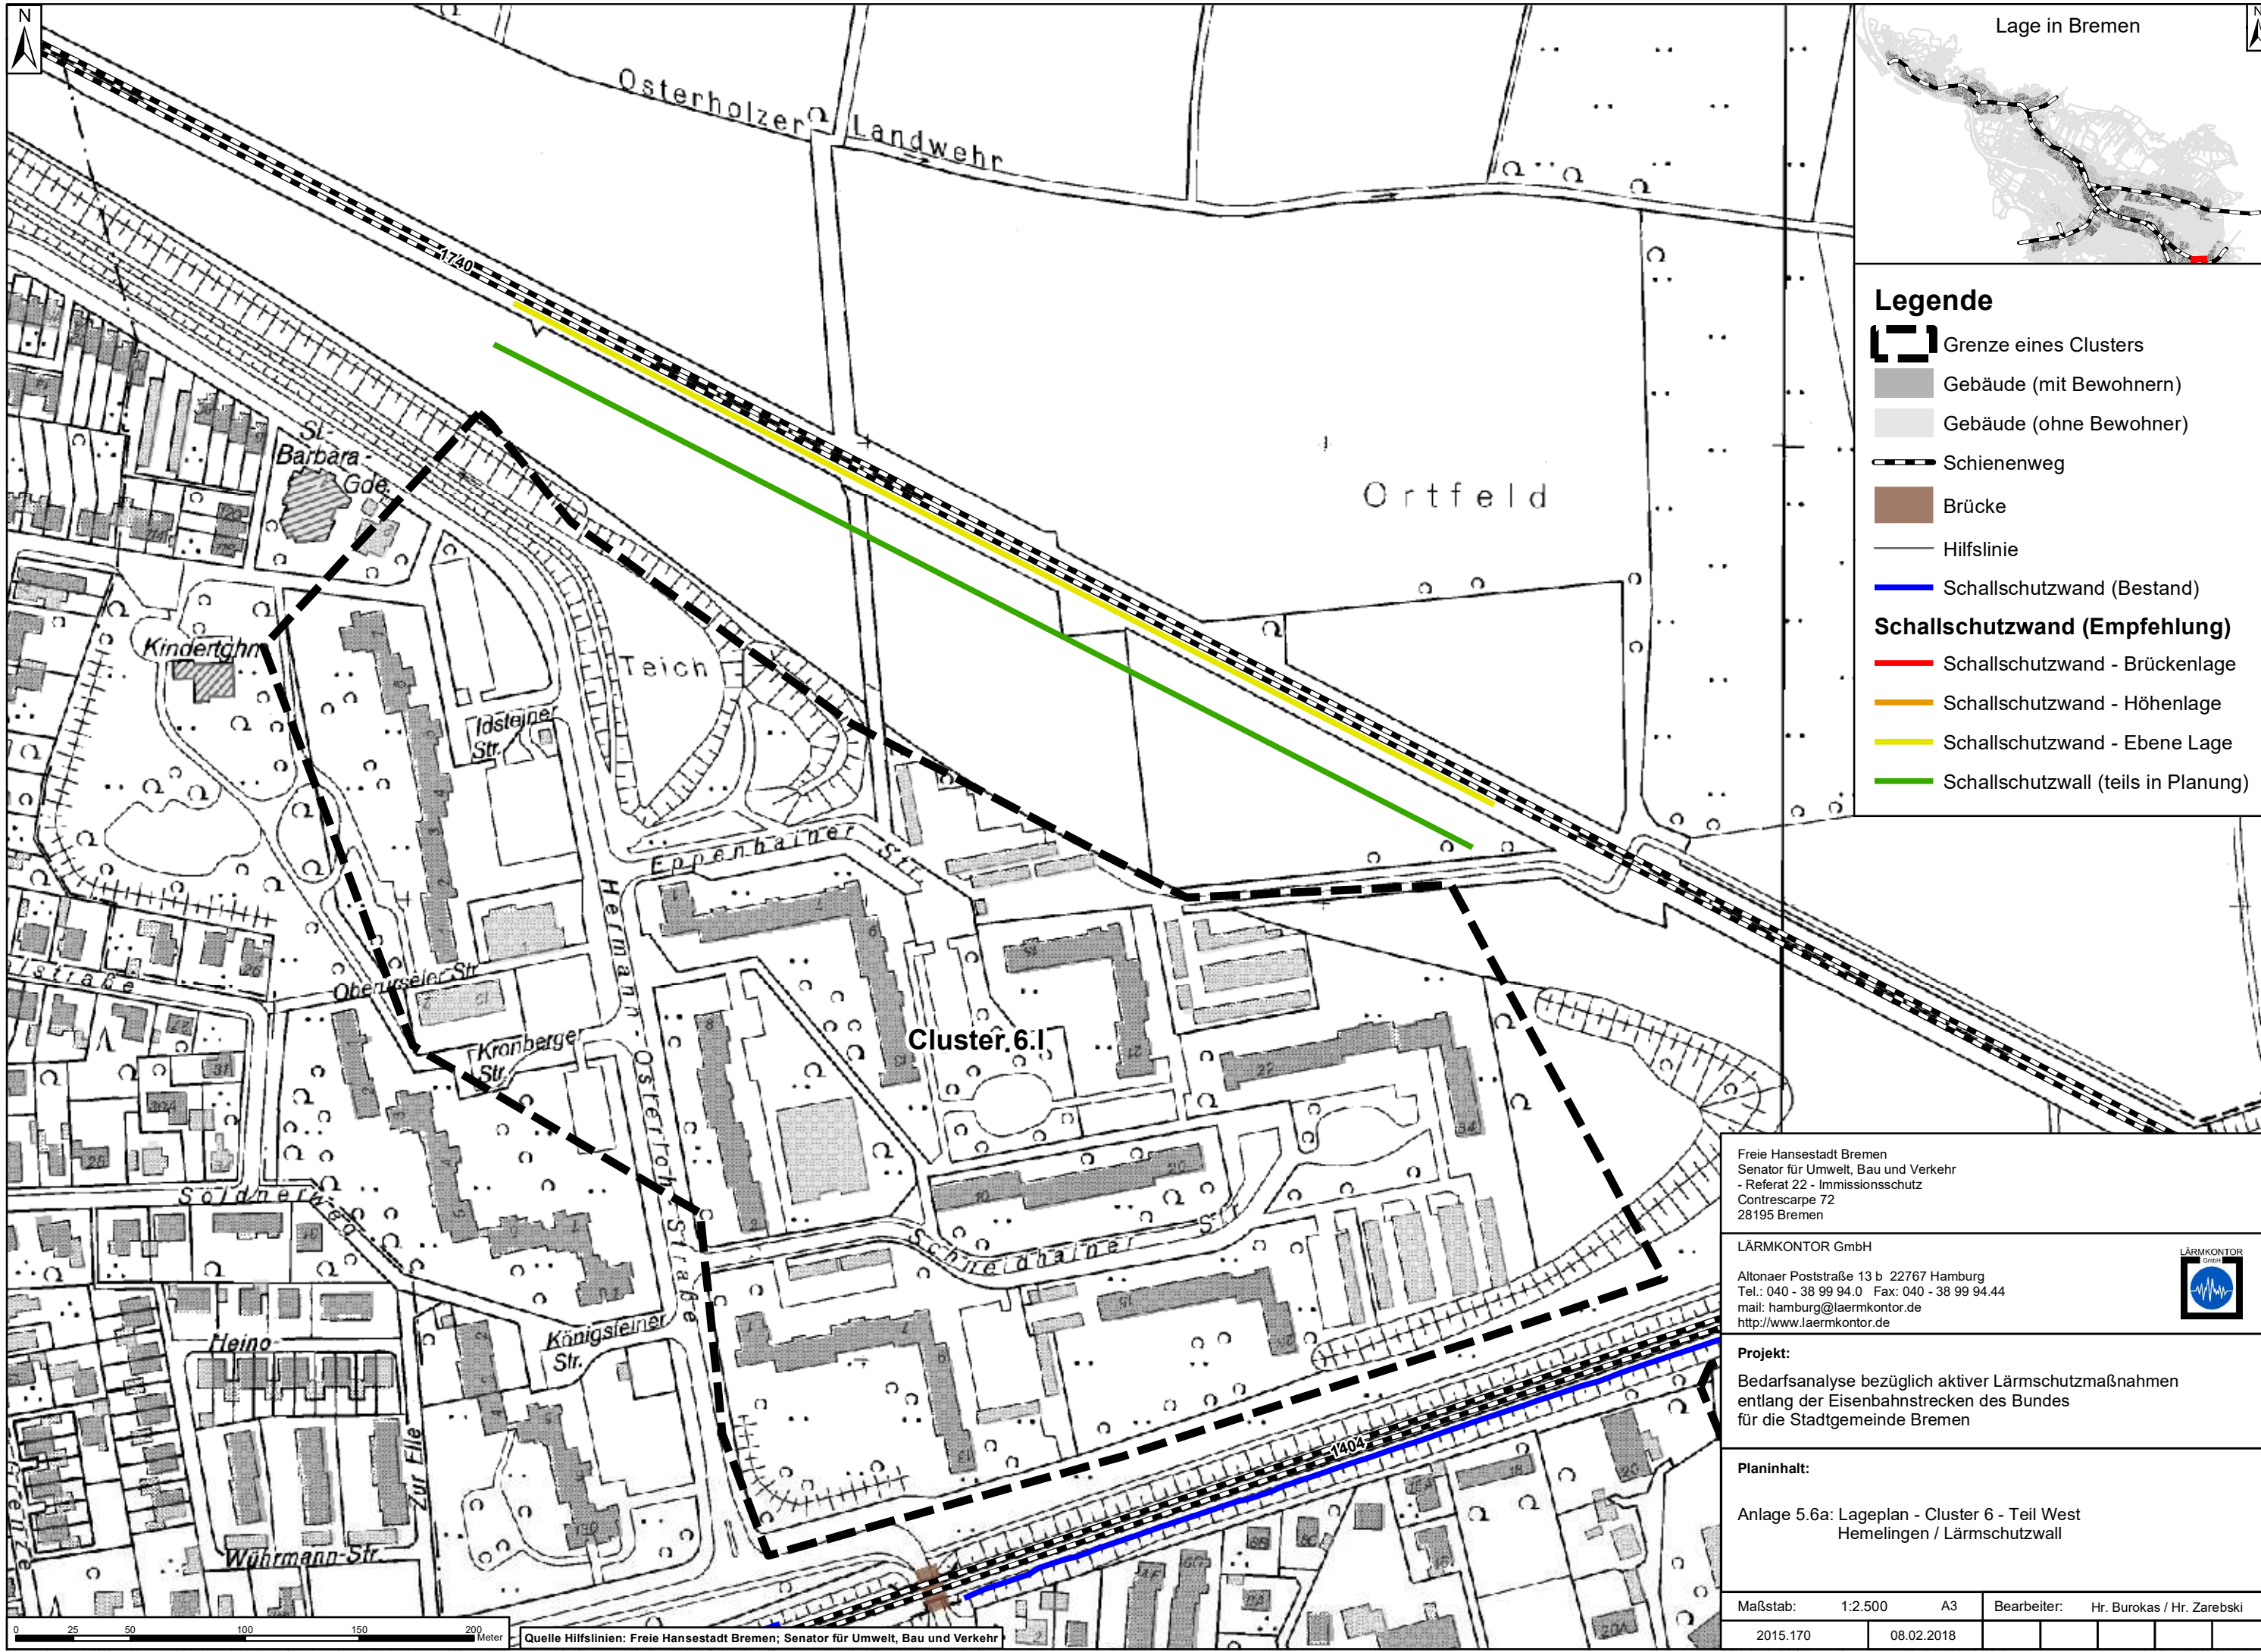 N
Osterholzer Landwehr
1740
Ortfeld
St.
Barbara-
Gde.
Kindertghn.
Teich
Idsteiner
Str.
Eppenhainer Str.
Hermann-Osterloh-Straße
Oberurseler Str.
Kronberger
Str.
Cluster 6.I
Schneidhainer Str.
Königsteiner
Str.
Söldnerweg
Heino-
Zur Elle
Wührmann-Str.
1404
0 25 50 100 150 200
Meter
Quelle Hilfslinien: Freie Hansestadt Bremen; Senator für Umwelt, Bau und Verkehr
Lage in Bremen
N
Legende
Grenze eines Clusters
Gebäude (mit Bewohnern)
Gebäude (ohne Bewohner)
Schienenweg
Brücke
Hilfslinie
Schallschutzwand (Bestand)
Schallschutzwand (Empfehlung)
Schallschutzwand - Brückenlage
Schallschutzwand - Höhenlage
Schallschutzwand - Ebene Lage
Schallschutzwall (teils in Planung)
Freie Hansestadt Bremen
Senator für Umwelt, Bau und Verkehr
- Referat 22 - Immissionsschutz
Contrescarpe 72
28195 Bremen
LÄRMKONTOR GmbH
Altonaer Poststraße 13 b 22767 Hamburg
Tel.: 040 - 38 99 94.0 Fax: 040 - 38 99 94.44
mail: hamburg@laermkontor.de
http://www.laermkontor.de
LÄRMKONTOR
GmbH
Projekt:
Bedarfsanalyse bezüglich aktiver Lärmschutzmaßnahmen
entlang der Eisenbahnstrecken des Bundes
für die Stadtgemeinde Bremen
Planinhalt:
Anlage 5.6a: Lageplan - Cluster 6 - Teil West
Hemelingen / Lärmschutzwall
Maßstab: 1:2.500 A3 Bearbeiter: Hr. Burokas / Hr. Zarebski
2015.170 08.02.2018